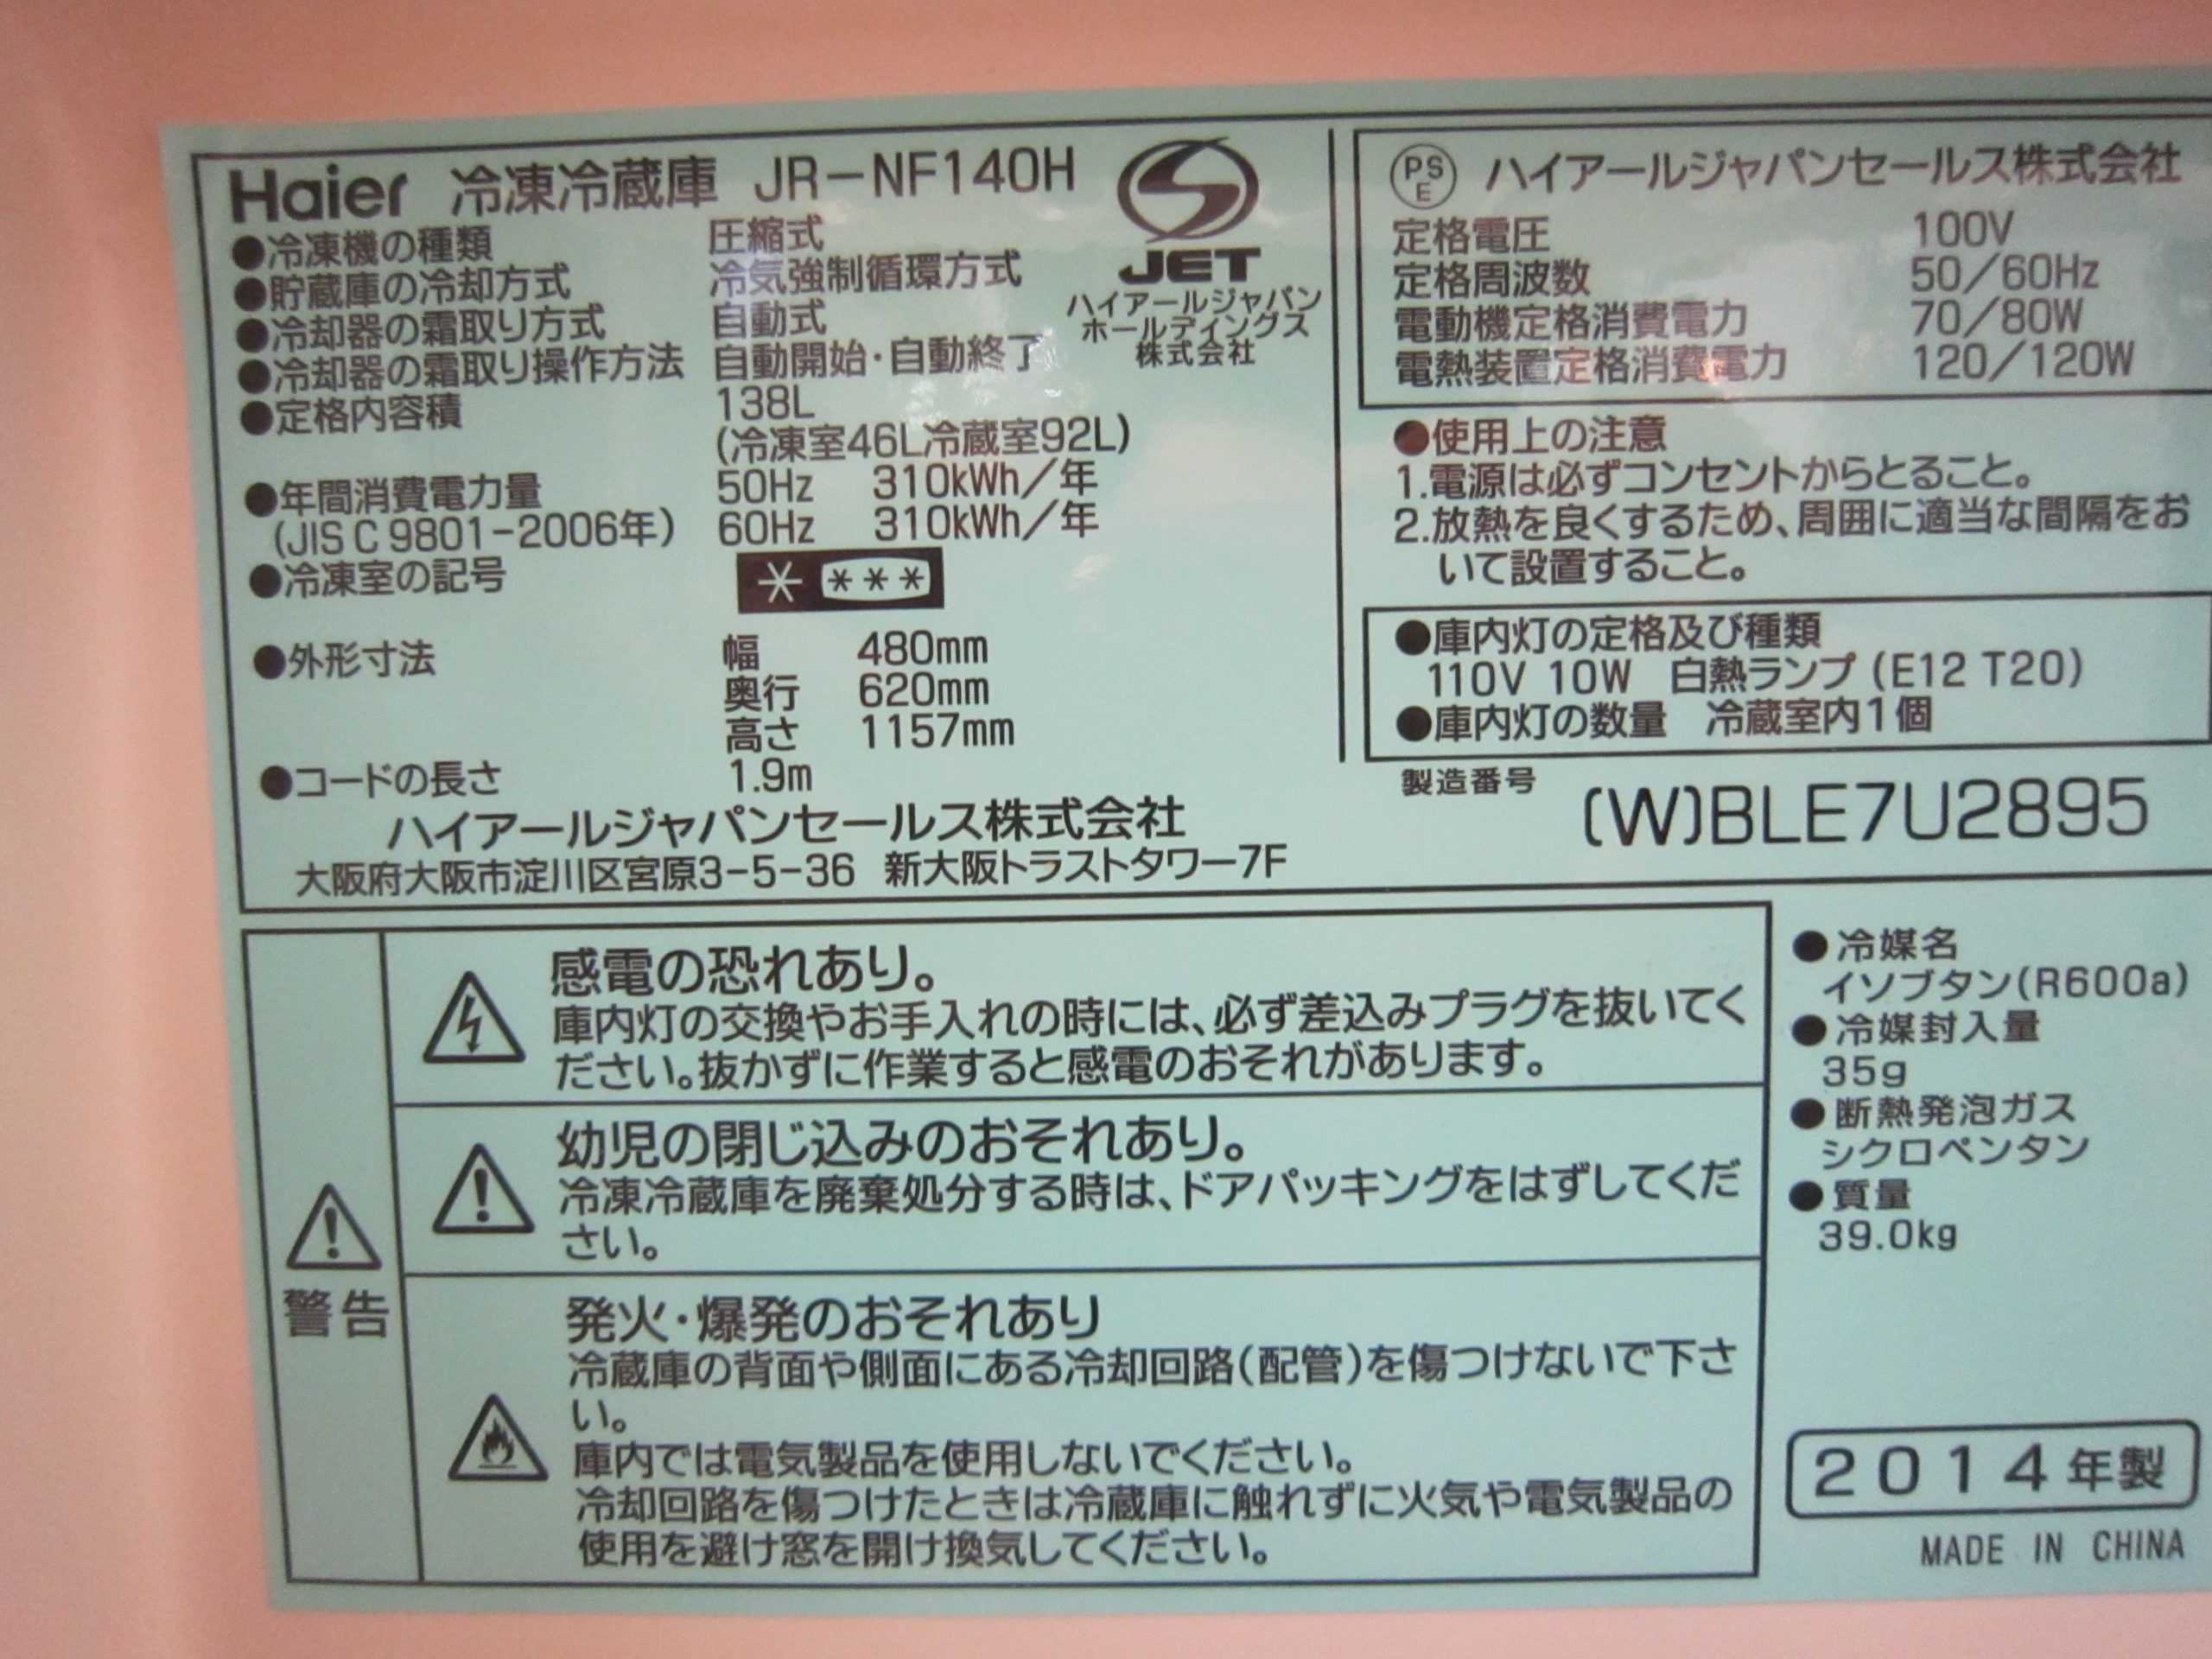 Haier 冷凍冷蔵庫 JR-NF140H
●冷凍機の種類 圧縮式
●貯蔵庫の冷却方式 冷気強制循環方式
●冷却器の霜取り方式 自動式
●冷却器の霜取り操作方法 自動開始・自動終了
●定格内容積 138L
(冷凍室46L冷蔵室92L)
●年間消費電力量 50Hz 310kWh/年
(JIS C 9801-2006年) 60Hz 310kWh/年
●冷凍室の記号 * ***
●外形寸法 幅 480mm
奥行 620mm
高さ 1157mm
●コードの長さ 1.9m
ハイアールジャパンセールス株式会社
大阪府大阪市淀川区宮原3-5-36 新大阪トラストタワー7F
JET
ハイアールジャパン
ホールディングス
株式会社
PSE ハイアールジャパンセールス株式会社
定格電圧 100V
定格周波数 50/60Hz
電動機定格消費電力 70/80W
電熱装置定格消費電力 120/120W
●使用上の注意
1.電源は必ずコンセントからとること。
2.放熱を良くするため、周囲に適当な間隔をお
いて設置すること。
●庫内灯の定格及び種類
110V 10W 白熱ランプ(E12 T20)
●庫内灯の数量 冷蔵室内1個
製造番号 (W)BLE7U2895
警告
感電の恐れあり。
庫内灯の交換やお手入れの時には、必ず差込みプラグを抜いてく
ださい。抜かずに作業すると感電のおそれがあります。
幼児の閉じ込みのおそれあり。
冷凍冷蔵庫を廃棄処分する時は、ドアパッキングをはずしてくだ
さい。
発火・爆発のおそれあり
冷蔵庫の背面や側面にある冷却回路(配管)を傷つけないで下さ
い。
庫内では電気製品を使用しないでください。
冷却回路を傷つけたときは冷蔵庫に触れずに火気や電気製品の
使用を避け窓を開け換気してください。
●冷媒名
イソブタン(R600a)
●冷媒封入量
35g
●断熱発泡ガス
シクロペンタン
●質量
39.0kg
2014年製
MADE IN CHINA